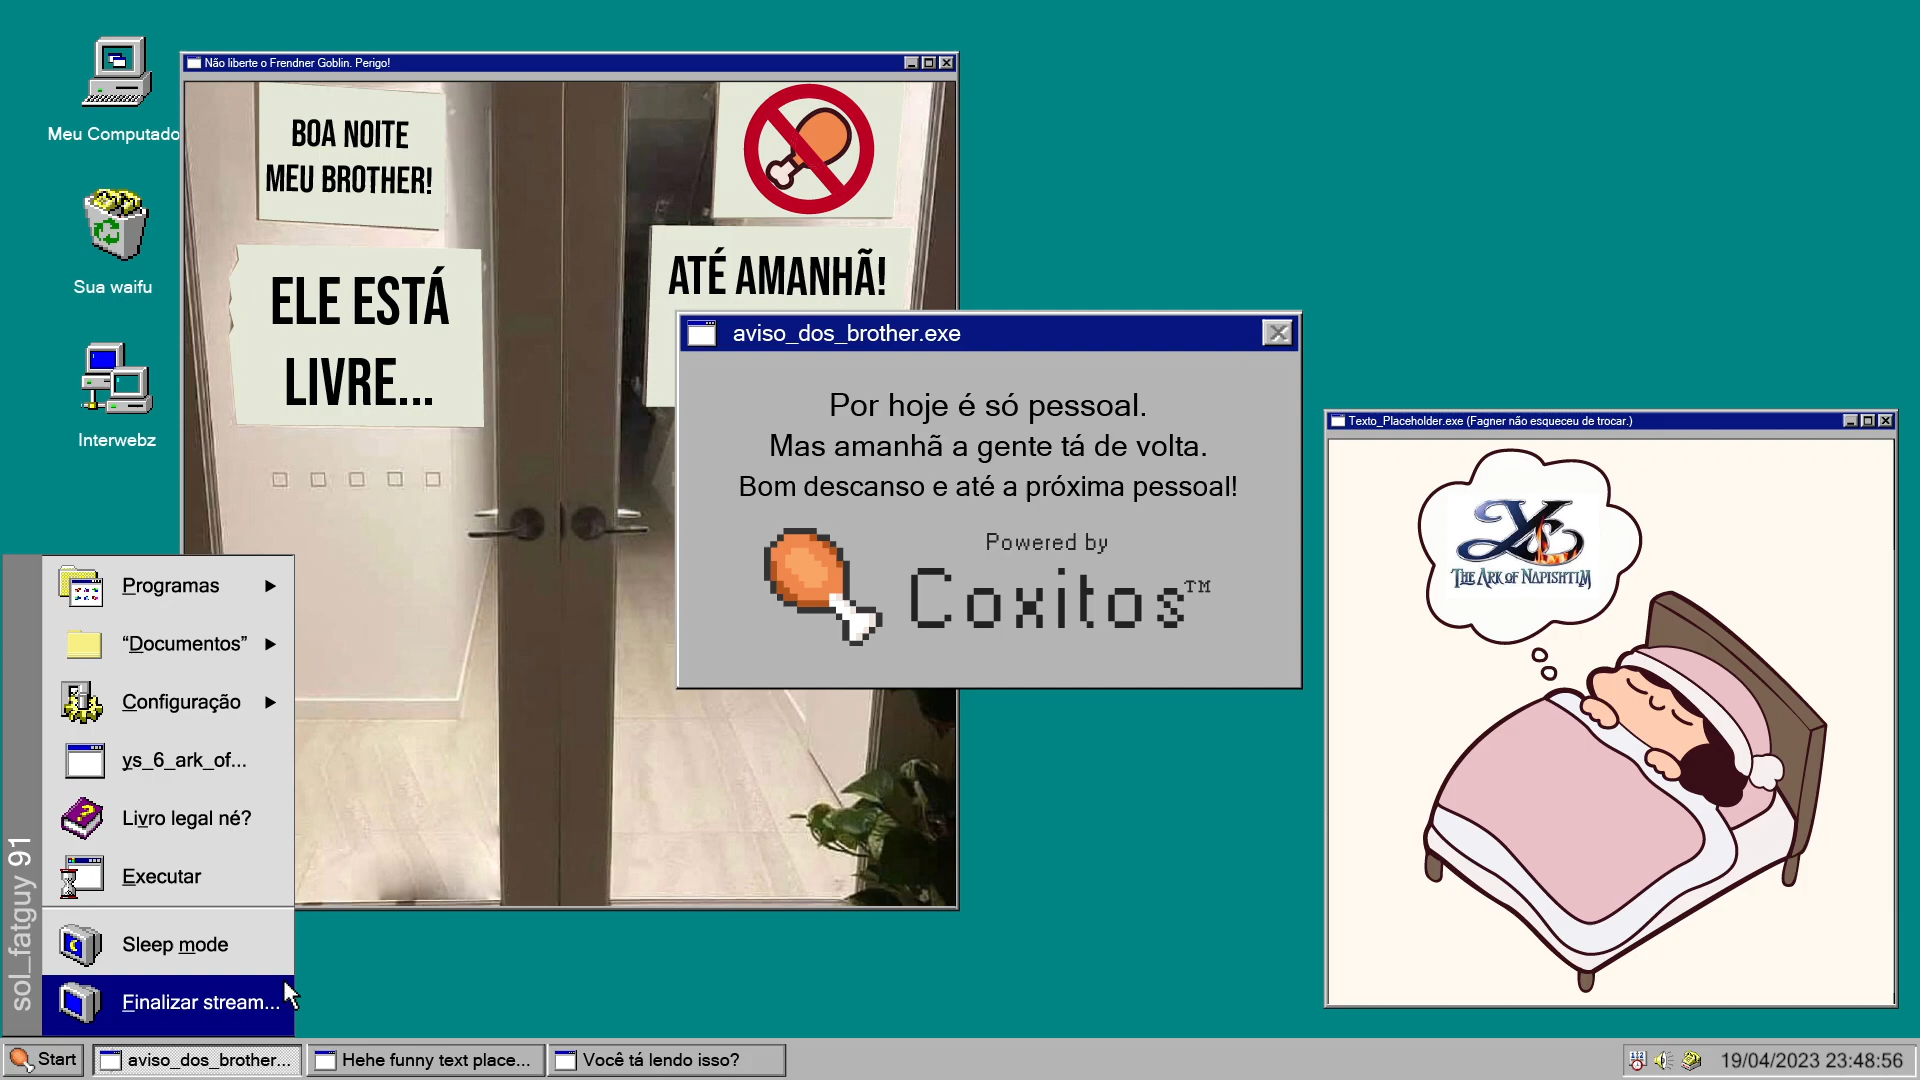 Meu Computado
Sua waifu
Interwebz
Não liberte o Frendner Goblin. Perigo!
BOA NOITE
MEU BROTHER!
ELE ESTÁ
LIVRE...
ATÉ AMANHÃ!
aviso_dos_brother.exe
Por hoje é só pessoal.
Mas amanhã a gente tá de volta.
Bom descanso e até a próxima pessoal!
Powered by
Coxitos™
Texto_Placeholder.exe (Fagner não esqueceu de trocar.)
Ys
THE ARK OF NAPISHTIM
sol_fatguy 91
Programas
“Documentos”
Configuração
ys_6_ark_of...
Livro legal né?
Executar
Sleep mode
Finalizar stream...
Start
aviso_dos_brother...
Hehe funny text place...
Você tá lendo isso?
19/04/2023 23:48:56